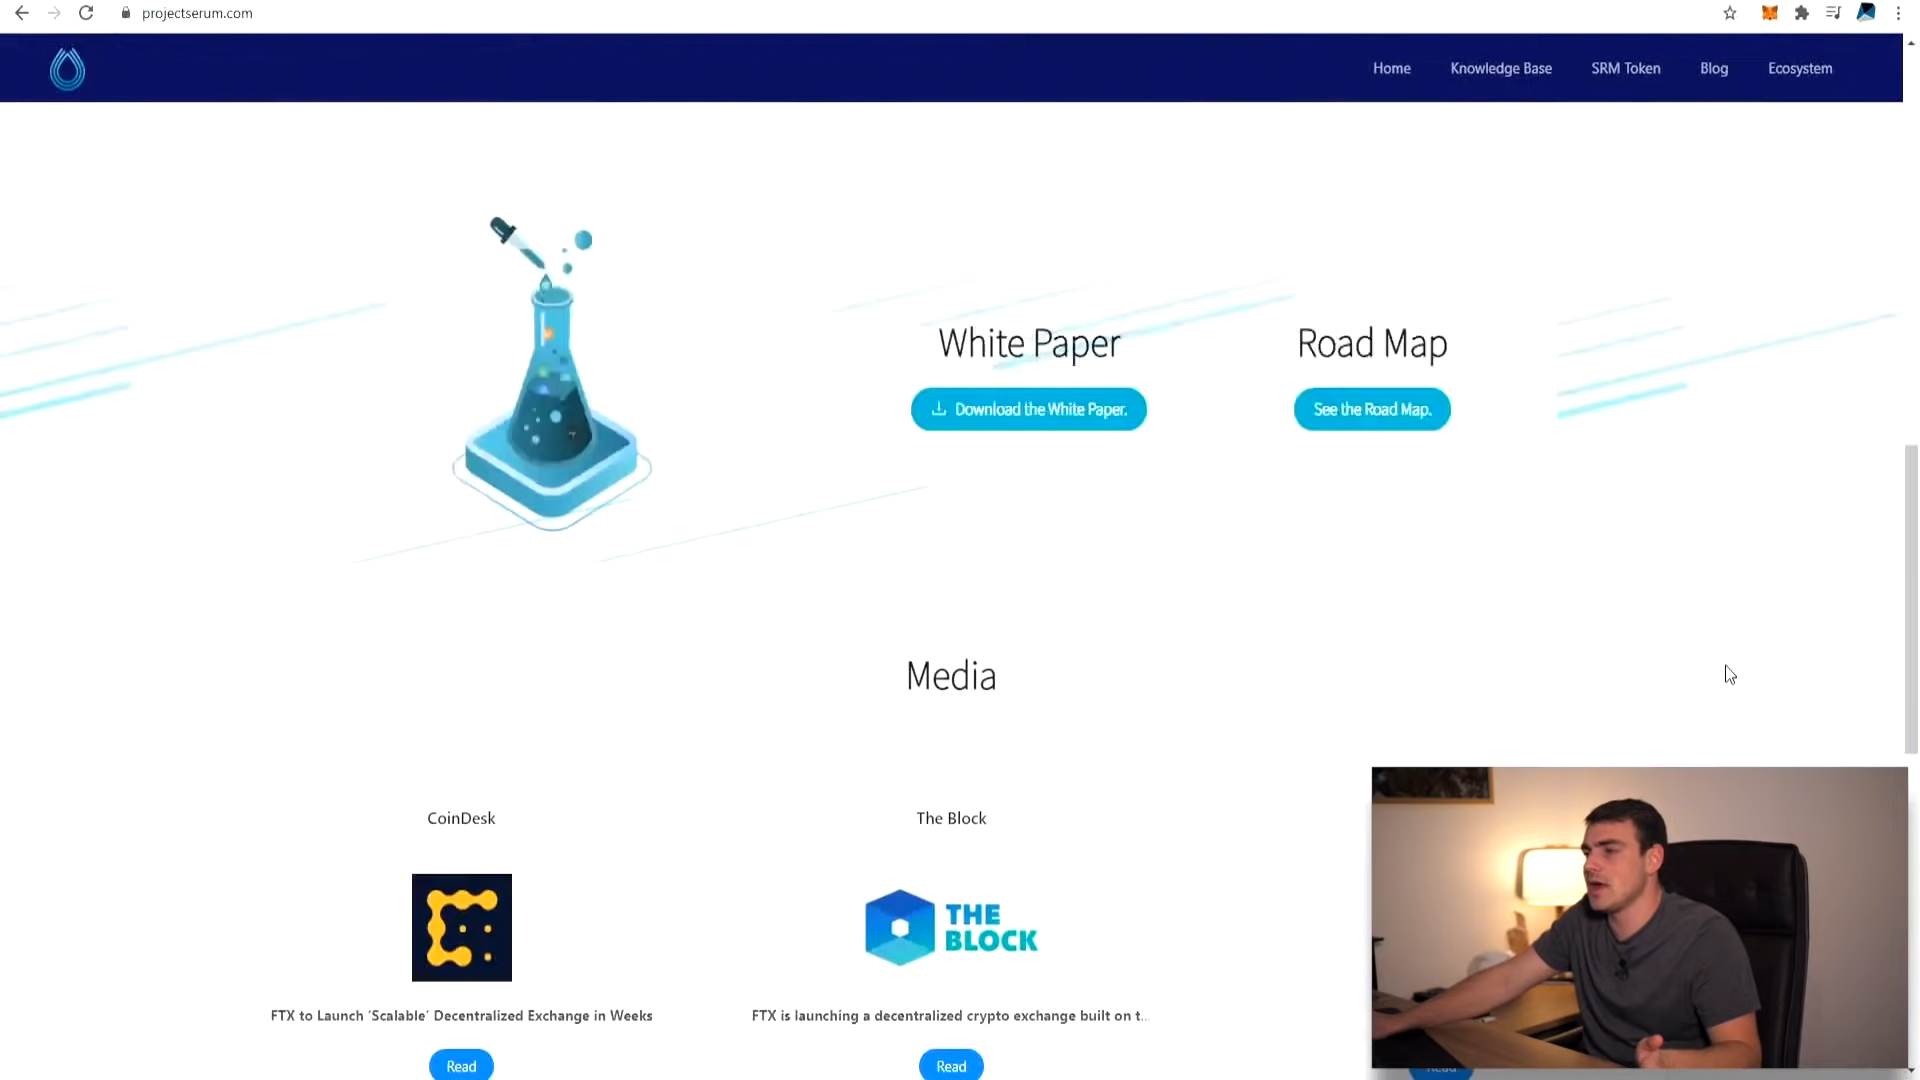 projectserum.com
Home Knowledge Base SRM Token Blog Ecosystem
White Paper
Road Map
Download the White Paper.
See the Road Map.
Media
CoinDesk
The Block
THE
BLOCK
FTX to Launch ‘Scalable’ Decentralized Exchange in Weeks
FTX is launching a decentralized crypto exchange built on t...
Read
Read
Read